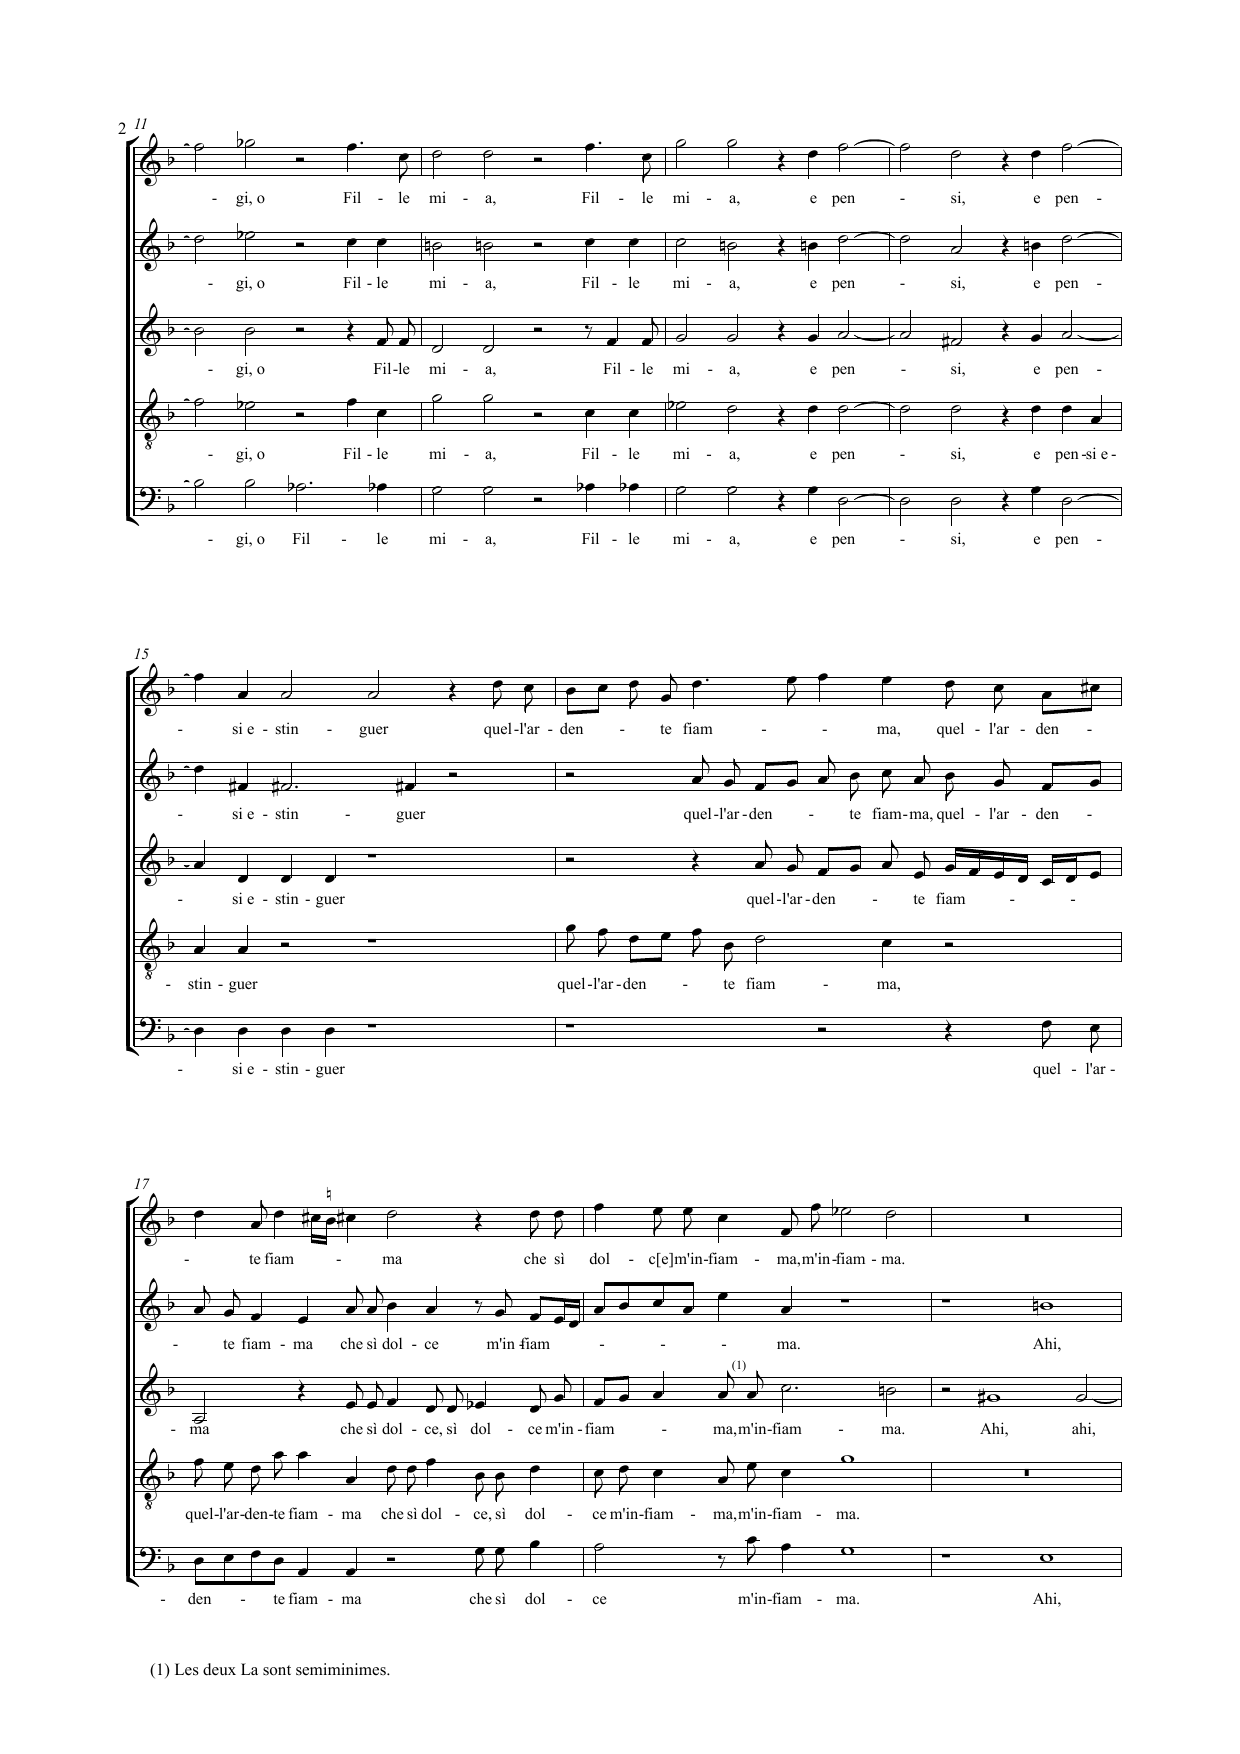 2 11
- gi, o Fil - le mi - a, Fil - le mi - a, e pen - si, e pen -
- gi, o Fil - le mi - a, Fil - le mi - a, e pen - si, e pen -
- gi, o Fil-le mi - a, Fil - le mi - a, e pen - si, e pen -
8
- gi, o Fil - le mi - a, Fil - le mi - a, e pen - si, e pen-si e-
- gi, o Fil - le mi - a, Fil - le mi - a, e pen - si, e pen -
15
- si e - stin - guer quel-l'ar - den - te fiam - - ma, quel - l'ar - den -
- si e - stin - guer quel-l'ar-den - te fiam-ma, quel - l'ar - den -
- si e - stin - guer quel-l'ar-den - te fiam - - -
8
- stin - guer quel-l'ar-den - te fiam - ma,
- si e - stin - guer quel - l'ar -
17
- te fiam - ma che sì dol - c[e]m'in-fiam - ma,m'in-fiam - ma.
- te fiam - ma che sì dol - ce m'in-fiam - - - ma. Ahi,
(1)
- ma che sì dol - ce, sì dol - ce m'in-fiam - ma,m'in-fiam - ma. Ahi, ahi,
8
quel-l'ar-den-te fiam - ma che sì dol - ce, sì dol - ce m'in-fiam - ma,m'in-fiam - ma.
- den - te fiam - ma che sì dol - ce m'in-fiam - ma. Ahi,
(1) Les deux La sont semiminimes.